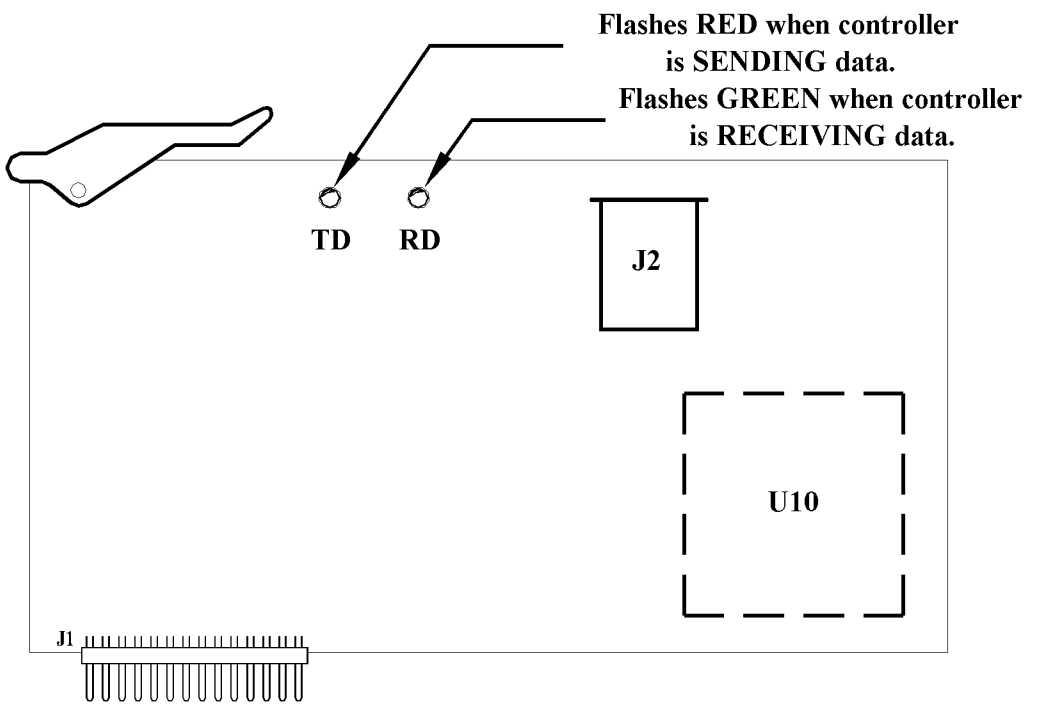 Flashes RED when controller
is SENDING data.
Flashes GREEN when controller
is RECEIVING data.
TD
RD
J2
U10
J1